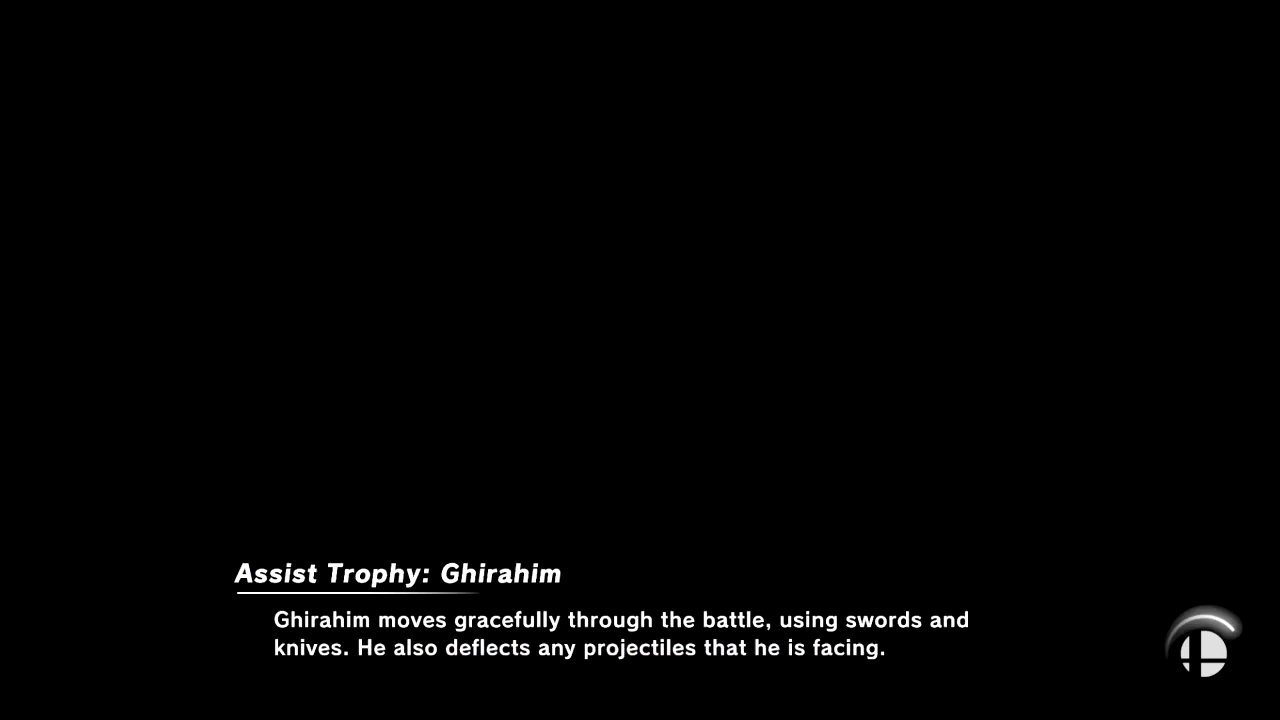 Assist Trophy: Ghirahim
Ghirahim moves gracefully through the battle, using swords and
knives. He also deflects any projectiles that he is facing.